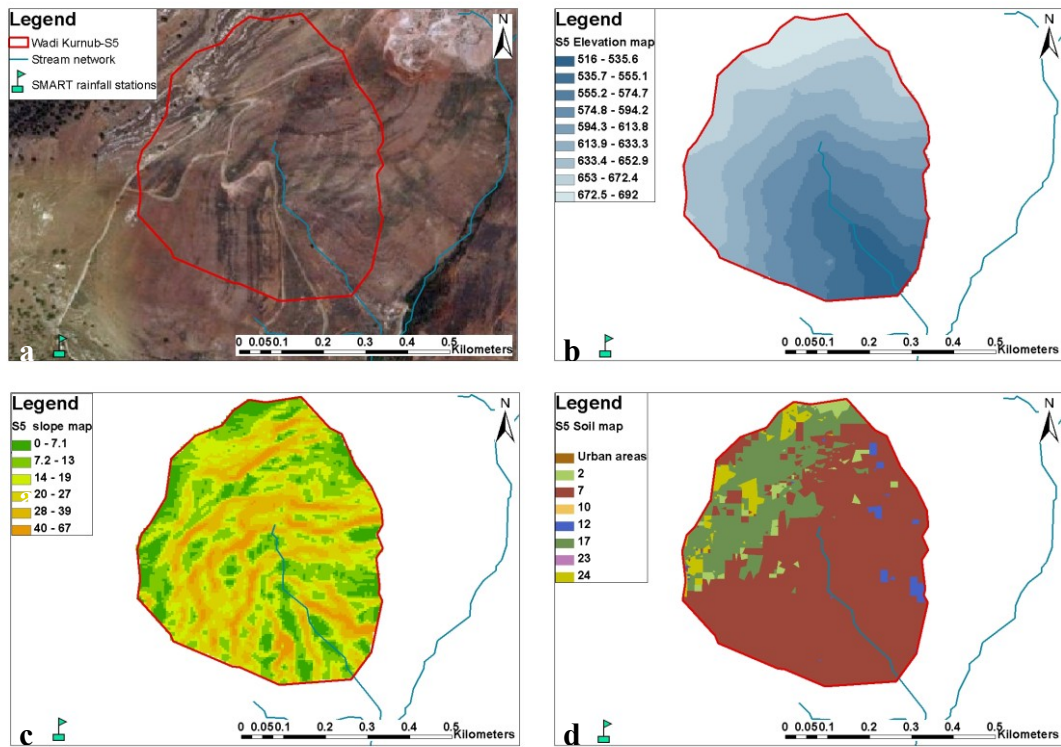 Legend
Wadi Kurnub-S5
Stream network
SMART rainfall stations
N
0 0.050.1 0.2 0.3 0.4 0.5
Kilometers
a
Legend
S5 Elevation map
516 - 535.6
535.7 - 555.1
555.2 - 574.7
574.8 - 594.2
594.3 - 613.8
613.9 - 633.3
633.4 - 652.9
653 - 672.4
672.5 - 692
N
0 0.050.1 0.2 0.3 0.4 0.5
Kilometers
b
Legend
S5 slope map
0 - 7.1
7.2 - 13
14 - 19
20 - 27
28 - 39
40 - 67
a
N
0 0.050.1 0.2 0.3 0.4 0.5
Kilometers
c
Legend
S5 Soil map
Urban areas
2
7
10
12
17
23
24
N
0 0.050.1 0.2 0.3 0.4 0.5
Kilometers
d